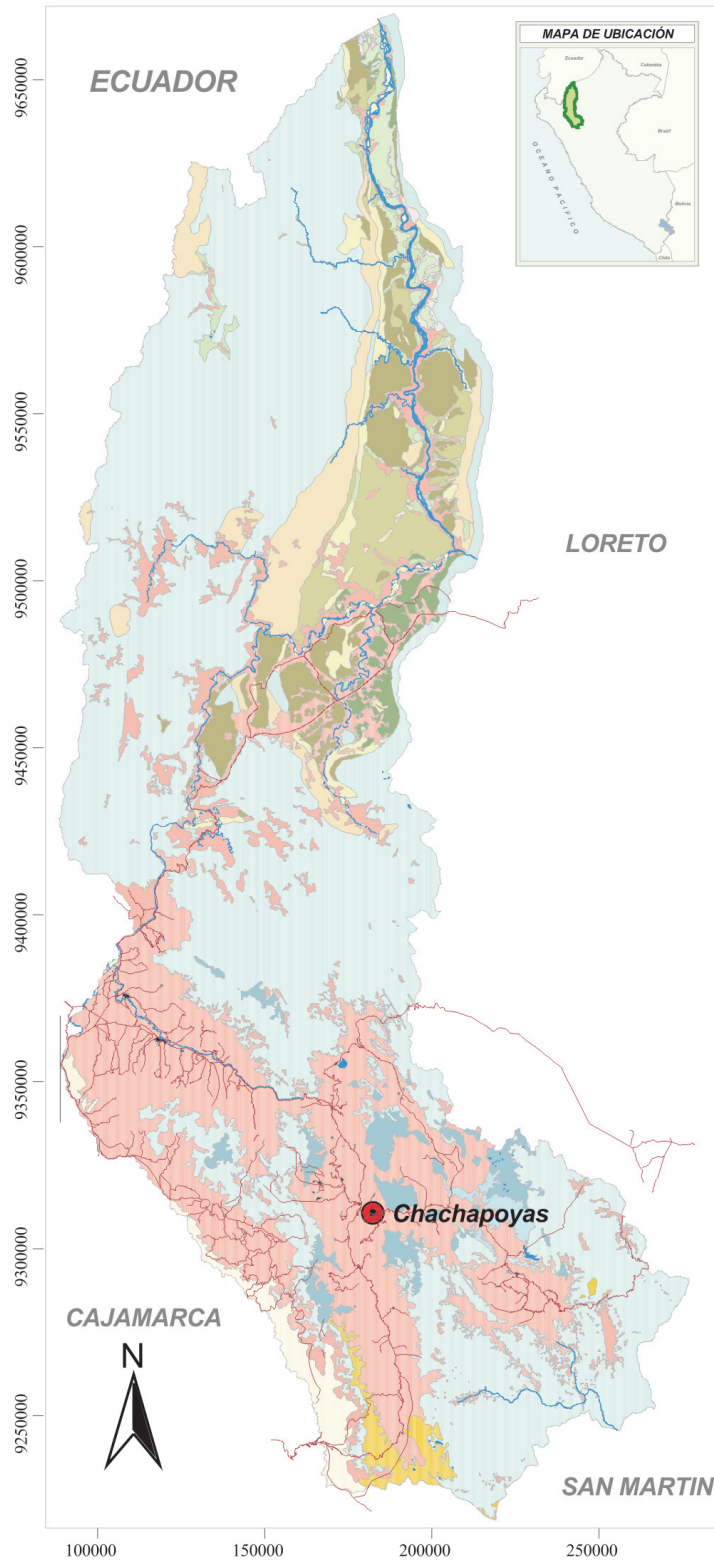 MAPA DE UBICACIÓN
Ecuador
Colombia
Brasil
OCEANO PACIFICO
Bolivia
Chile
ECUADOR
LORETO
Chachapoyas
CAJAMARCA
N
SAN MARTIN
9650000
9600000
9550000
9500000
9450000
9400000
9350000
9300000
9250000
100000
150000
200000
250000